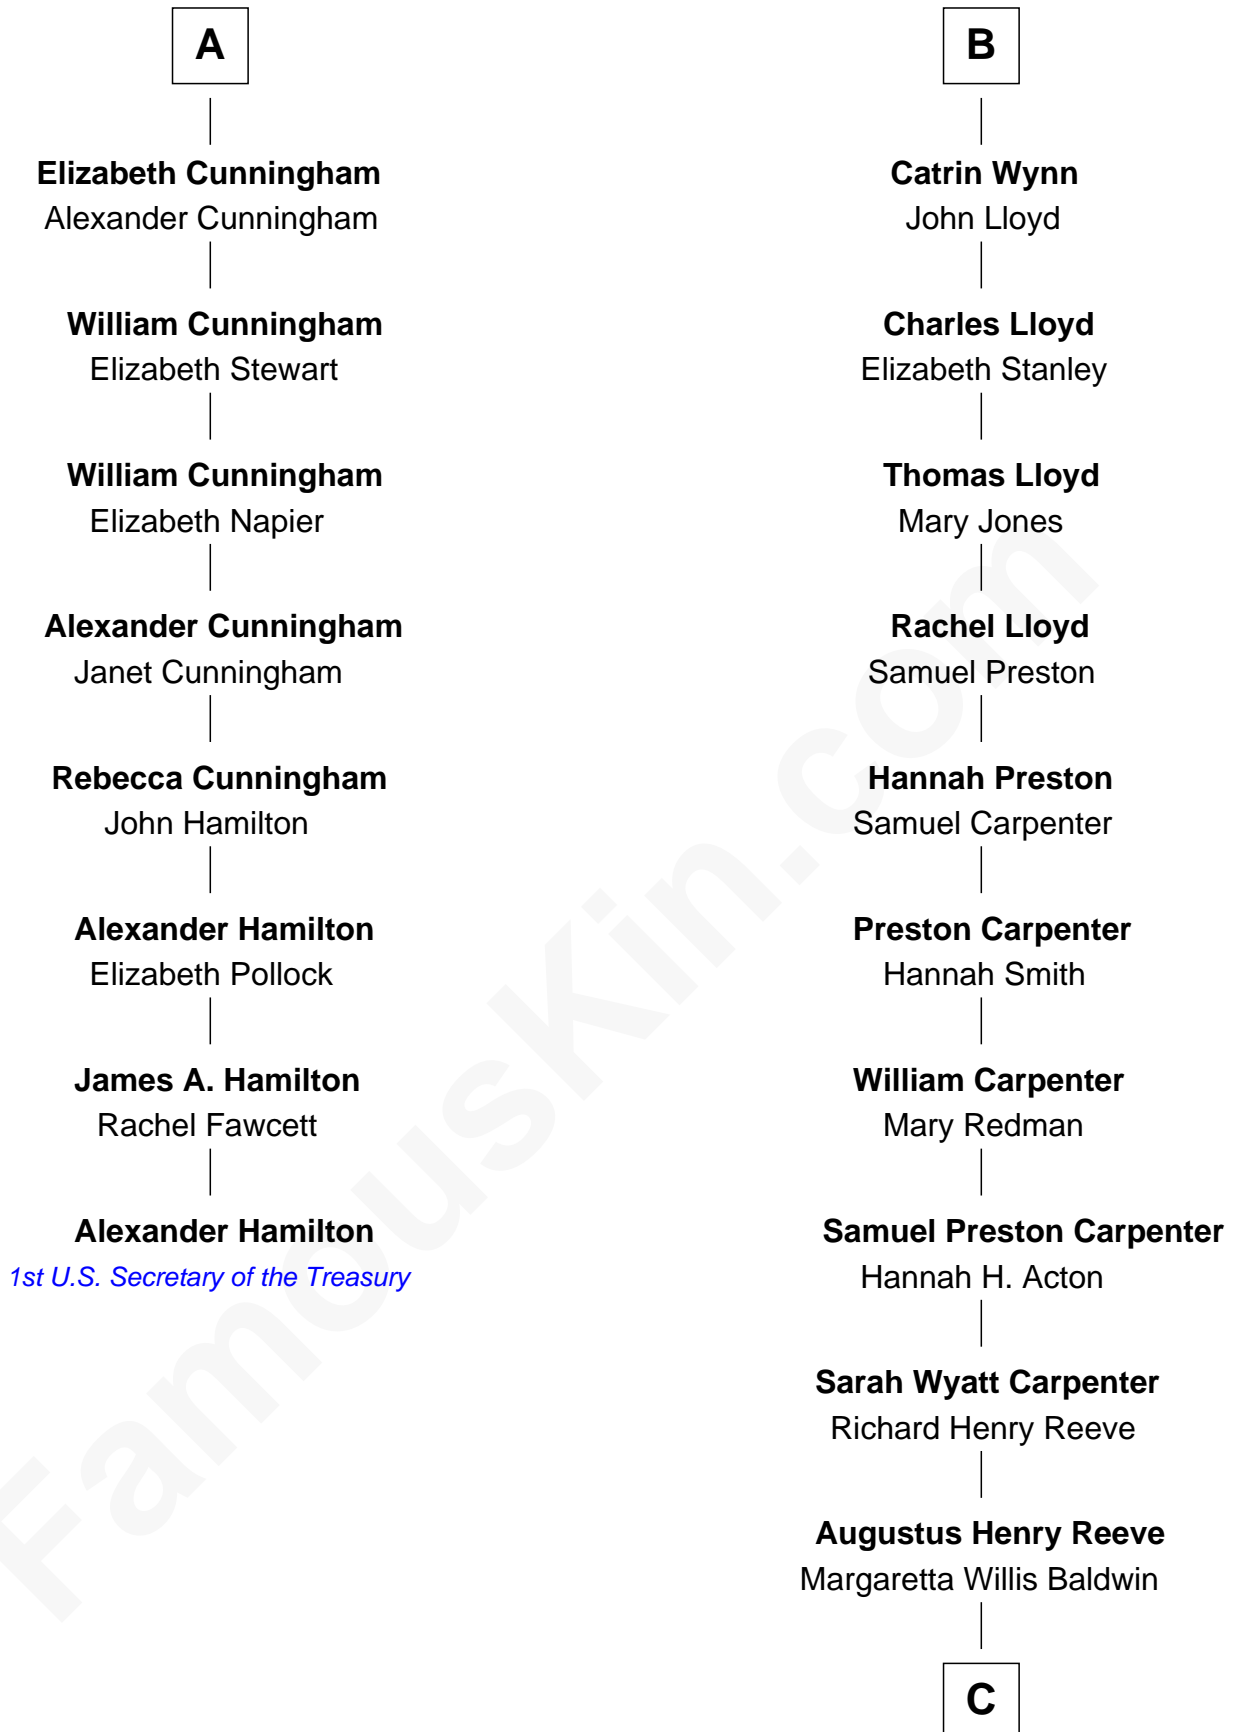 A
Elizabeth Cunningham
Alexander Cunningham
William Cunningham
Elizabeth Stewart
William Cunningham
Elizabeth Napier
Alexander Cunningham
Janet Cunningham
Rebecca Cunningham
John Hamilton
Alexander Hamilton
Elizabeth Pollock
James A. Hamilton
Rachel Fawcett
Alexander Hamilton
1st U.S. Secretary of the Treasury
B
Catrin Wynn
John Lloyd
Charles Lloyd
Elizabeth Stanley
Thomas Lloyd
Mary Jones
Rachel Lloyd
Samuel Preston
Hannah Preston
Samuel Carpenter
Preston Carpenter
Hannah Smith
William Carpenter
Mary Redman
Samuel Preston Carpenter
Hannah H. Acton
Sarah Wyatt Carpenter
Richard Henry Reeve
Augustus Henry Reeve
Margaretta Willis Baldwin
C
FamousKin.com